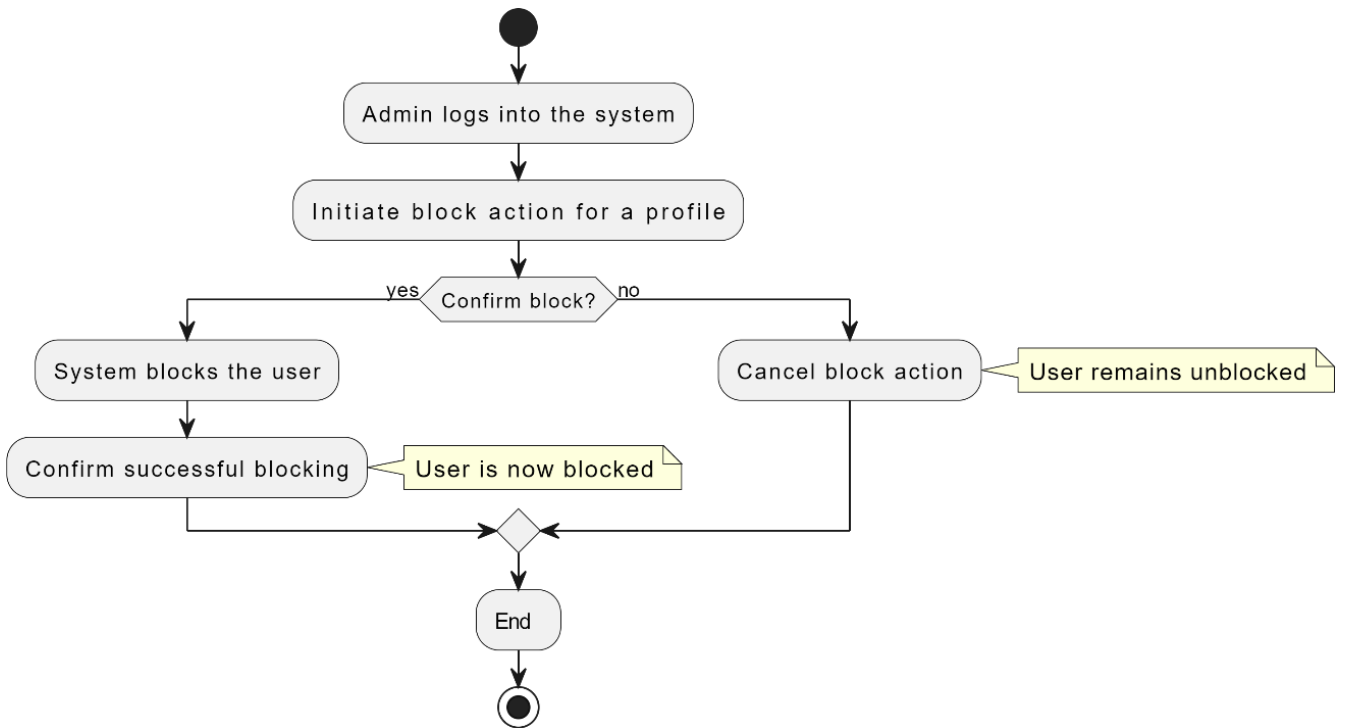 Admin logs into the system
Initiate block action for a profile
yes
Confirm block?
no
System blocks the user
Cancel block action
User remains unblocked
Confirm successful blocking
User is now blocked
End